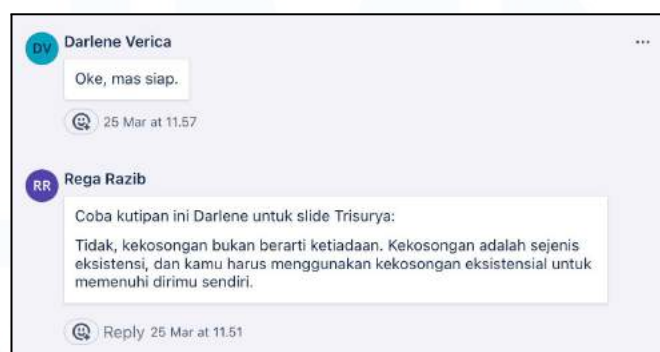 DV
Darlene Verica
...
Oke, mas siap.
25 Mar at 11.57
RR
Rega Razib
Coba kutipan ini Darlene untuk slide Trisurya:
Tidak, kekosongan bukan berarti ketiadaan. Kekosongan adalah sejenis
eksistensi, dan kamu harus menggunakan kekosongan eksistensial untuk
memenuhi dirimu sendiri.
Reply 25 Mar at 11.51